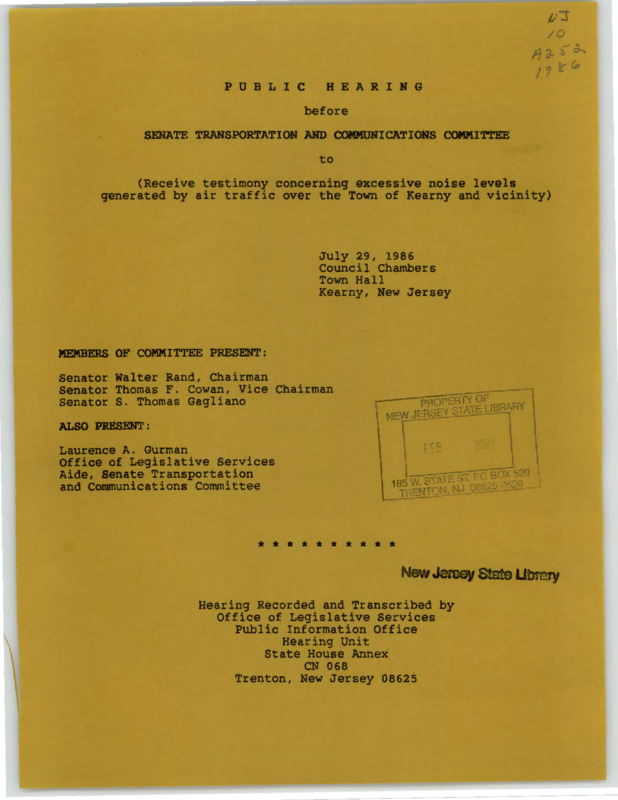 NJ
10
A252
1986
PUBLIC HEARING
before
SENATE TRANSPORTATION AND COMMUNICATIONS COMMITTEE
to
(Receive testimony concerning excessive noise levels
generated by air traffic over the Town of Kearny and vicinity)
July 29, 1986
Council Chambers
Town Hall
Kearny, New Jersey
MEMBERS OF COMMITTEE PRESENT:
Senator Walter Rand, Chairman
Senator Thomas F. Cowan, Vice Chairman
Senator S. Thomas Gagliano
ALSO PRESENT:
Laurence A. Gurman
Office of Legislative Services
Aide, Senate Transportation
and Communications Committee
PROPERTY OF
NEW JERSEY STATE LIBRARY
FEB 2021
185 W. STATE ST. PO BOX 520
TRENTON, NJ 08625 0520
* * * * * * * * * *
New Jersey State Library
Hearing Recorded and Transcribed by
Office of Legislative Services
Public Information Office
Hearing Unit
State House Annex
CN 068
Trenton, New Jersey 08625